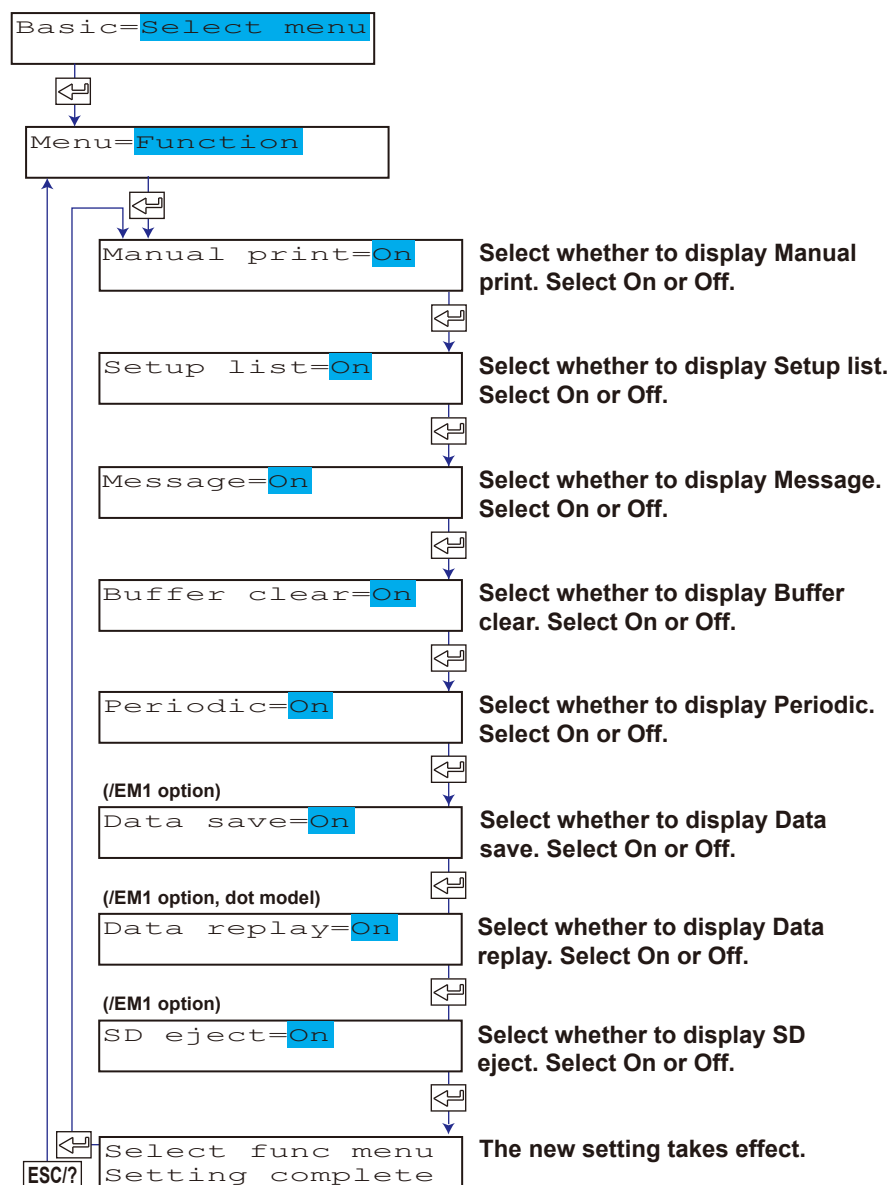 Basic=Select menu
Menu=Function
Manual print=On
Select whether to display Manual
print. Select On or Off.
Setup list=On
Select whether to display Setup list.
Select On or Off.
Message=On
Select whether to display Message.
Select On or Off.
Buffer clear=On
Select whether to display Buffer
clear. Select On or Off.
Periodic=On
Select whether to display Periodic.
Select On or Off.
(/EM1 option)
Data save=On
Select whether to display Data
save. Select On or Off.
(/EM1 option, dot model)
Data replay=On
Select whether to display Data
replay. Select On or Off.
(/EM1 option)
SD eject=On
Select whether to display SD
eject. Select On or Off.
Select func menu
Setting complete
The new setting takes effect.
ESC/?